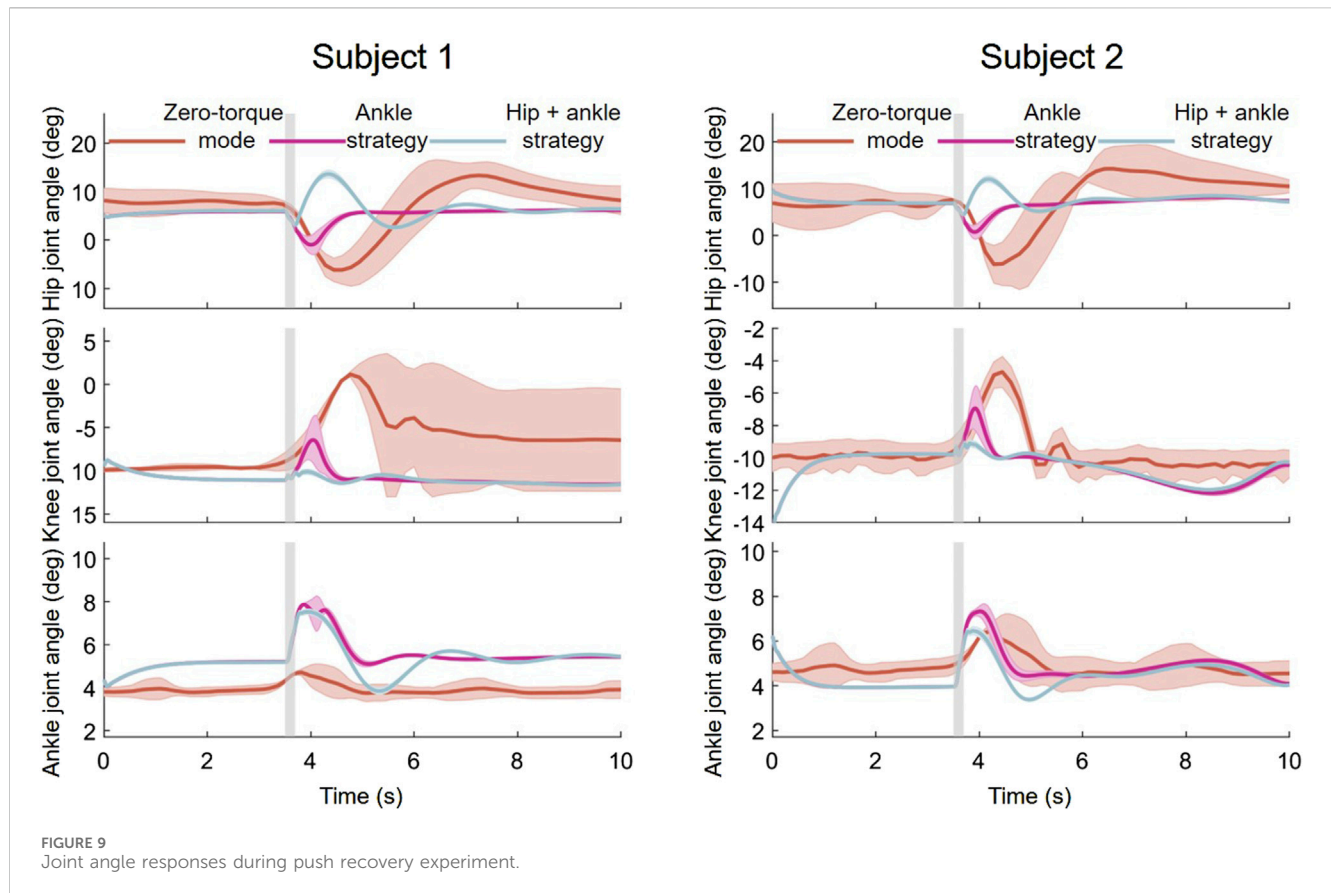 Subject 1
Subject 2
Zero-torque mode
Ankle strategy
Hip + ankle strategy
Hip joint angle (deg)
20
10
0
10
Knee joint angle (deg)
5
0
-5
10
15
Ankle joint angle (deg)
10
8
6
4
2
0 2 4 6 8 10
Time (s)
Zero-torque mode
Ankle strategy
Hip + ankle strategy
Hip joint angle (deg)
20
10
0
-10
Knee joint angle (deg)
-2
-4
-6
-8
10
-12
-14
Ankle joint angle (deg)
10
8
6
4
2
0 2 4 6 8 10
Time (s)
FIGURE 9
Joint angle responses during push recovery experiment.